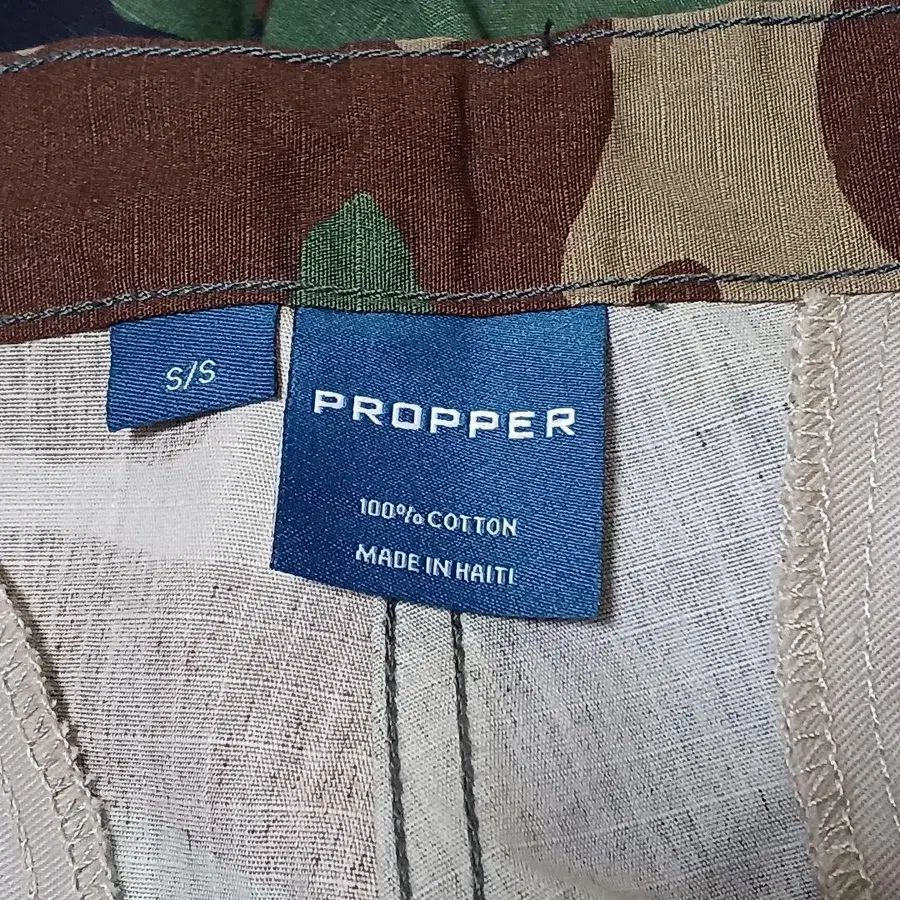 S/S
PROPPER
100% COTTON
MADE IN HAITI